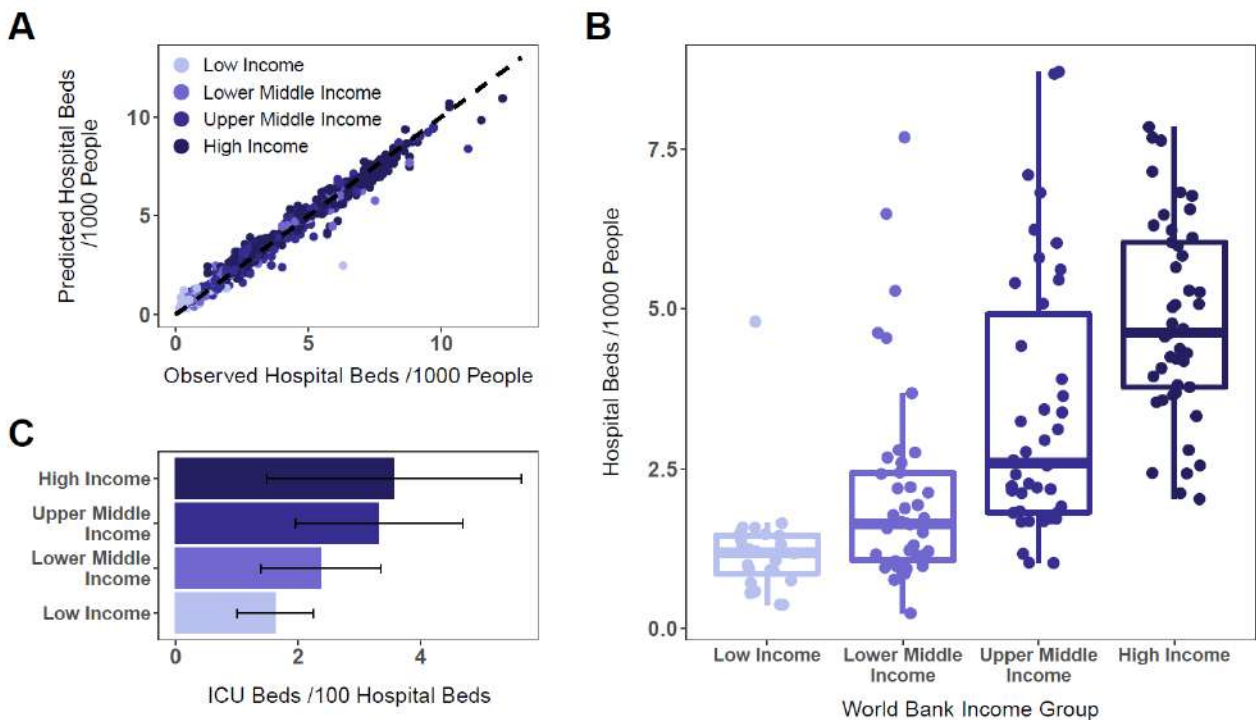 A
Predicted Hospital Beds
/1000 People
10
5
0
Low Income
Lower Middle Income
Upper Middle Income
High Income
0
5
10
Observed Hospital Beds /1000 People
B
Hospital Beds /1000 People
7.5
5.0
2.5
0.0
Low Income
Lower Middle
Income
Upper Middle
Income
High Income
World Bank Income Group
C
High Income
Upper Middle
Income
Lower Middle
Income
Low Income
0
2
4
ICU Beds /100 Hospital Beds